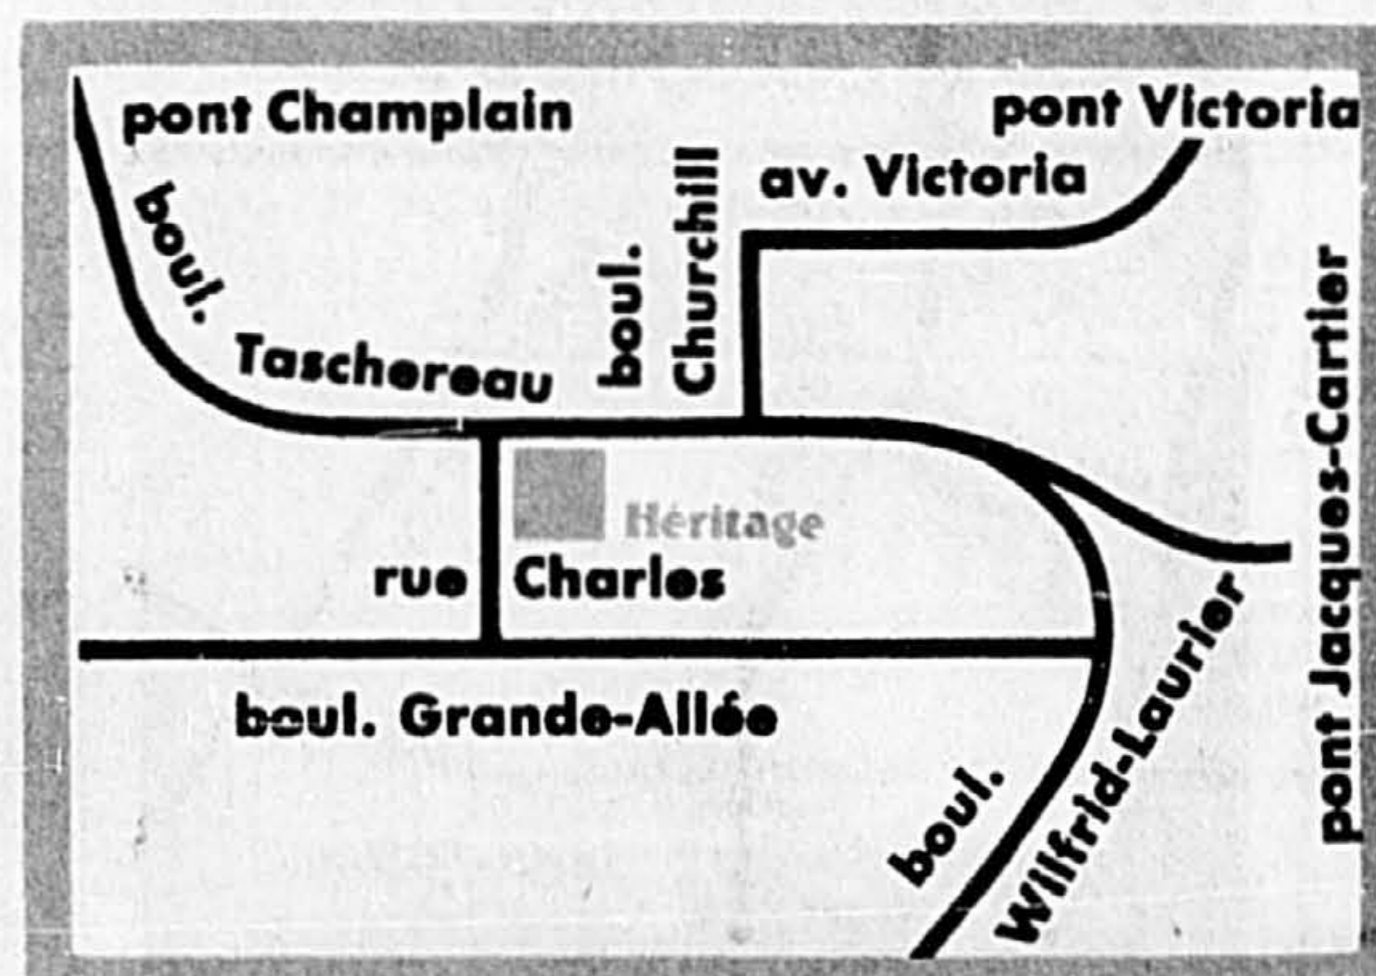 pont Champlain
pont Victoria
av. Victoria
boul.
Churchill
boul.
Taschereau
pont Jacques-Cartier
Héritage
rue Charles
boul. Grande-Allée
boul.
Wilfrid-Laurier